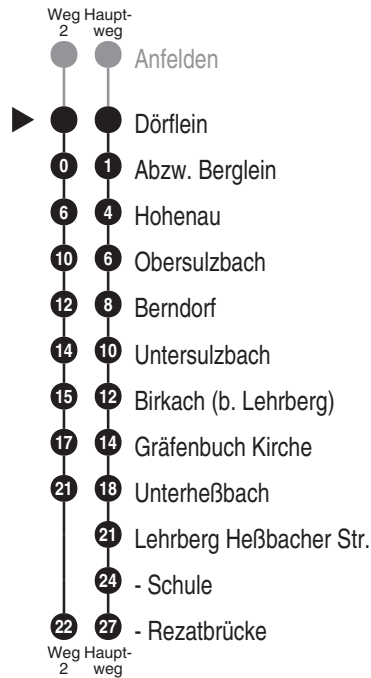 Weg Haupt-
2 weg
Anfelden
Dörflein
0 1 Abzw. Berglein
6 4 Hohenau
10 6 Obersulzbach
12 8 Berndorf
14 10 Untersulzbach
15 12 Birkach (b. Lehrberg)
17 14 Gräfenbuch Kirche
21 18 Unterheßbach
21 Lehrberg Heßbacher Str.
24 - Schule
22 27 - Rezatbrücke
Weg Haupt-
2 weg